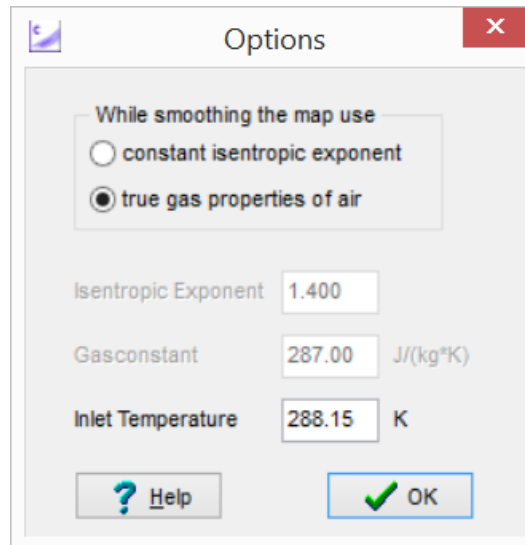 Options
While smoothing the map use
constant isentropic exponent
true gas properties of air
Isentropic Exponent 1.400
Gasconstant 287.00 J/(kg*K)
Inlet Temperature 288.15 K
? Help OK